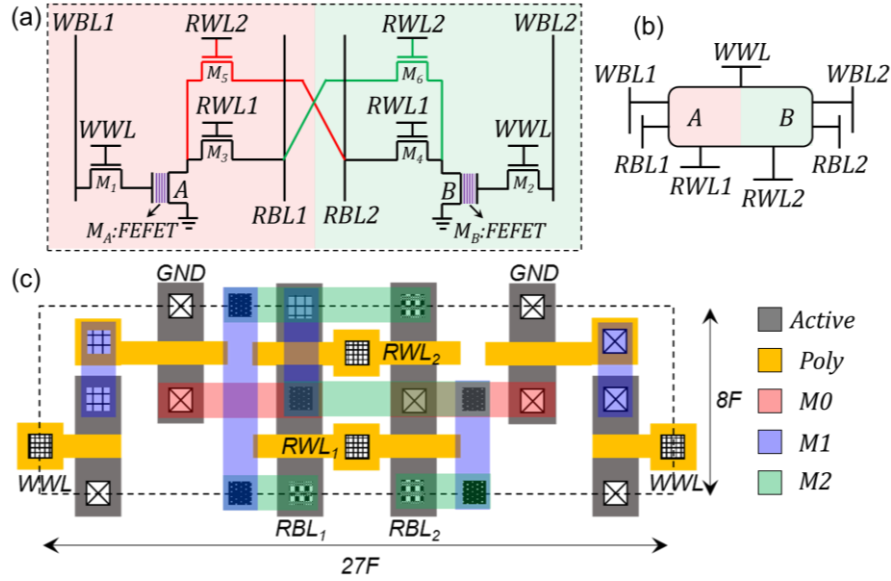 (a)
WBL1
RWL2
RWL2
WBL2
M5
M6
WWL
RWL1
RWL1
WWL
M1
A
M3
M4
B
M2
MA:FEFET
RBL1
RBL2
MB:FEFET
(b)
WWL
WBL1
WBL2
A
B
RBL1
RBL2
RWL1
RWL2
(c)
GND
GND
RWL2
RWL1
WWL
WWL
RBL1
RBL2
27F
8F
Active
Poly
M0
M1
M2